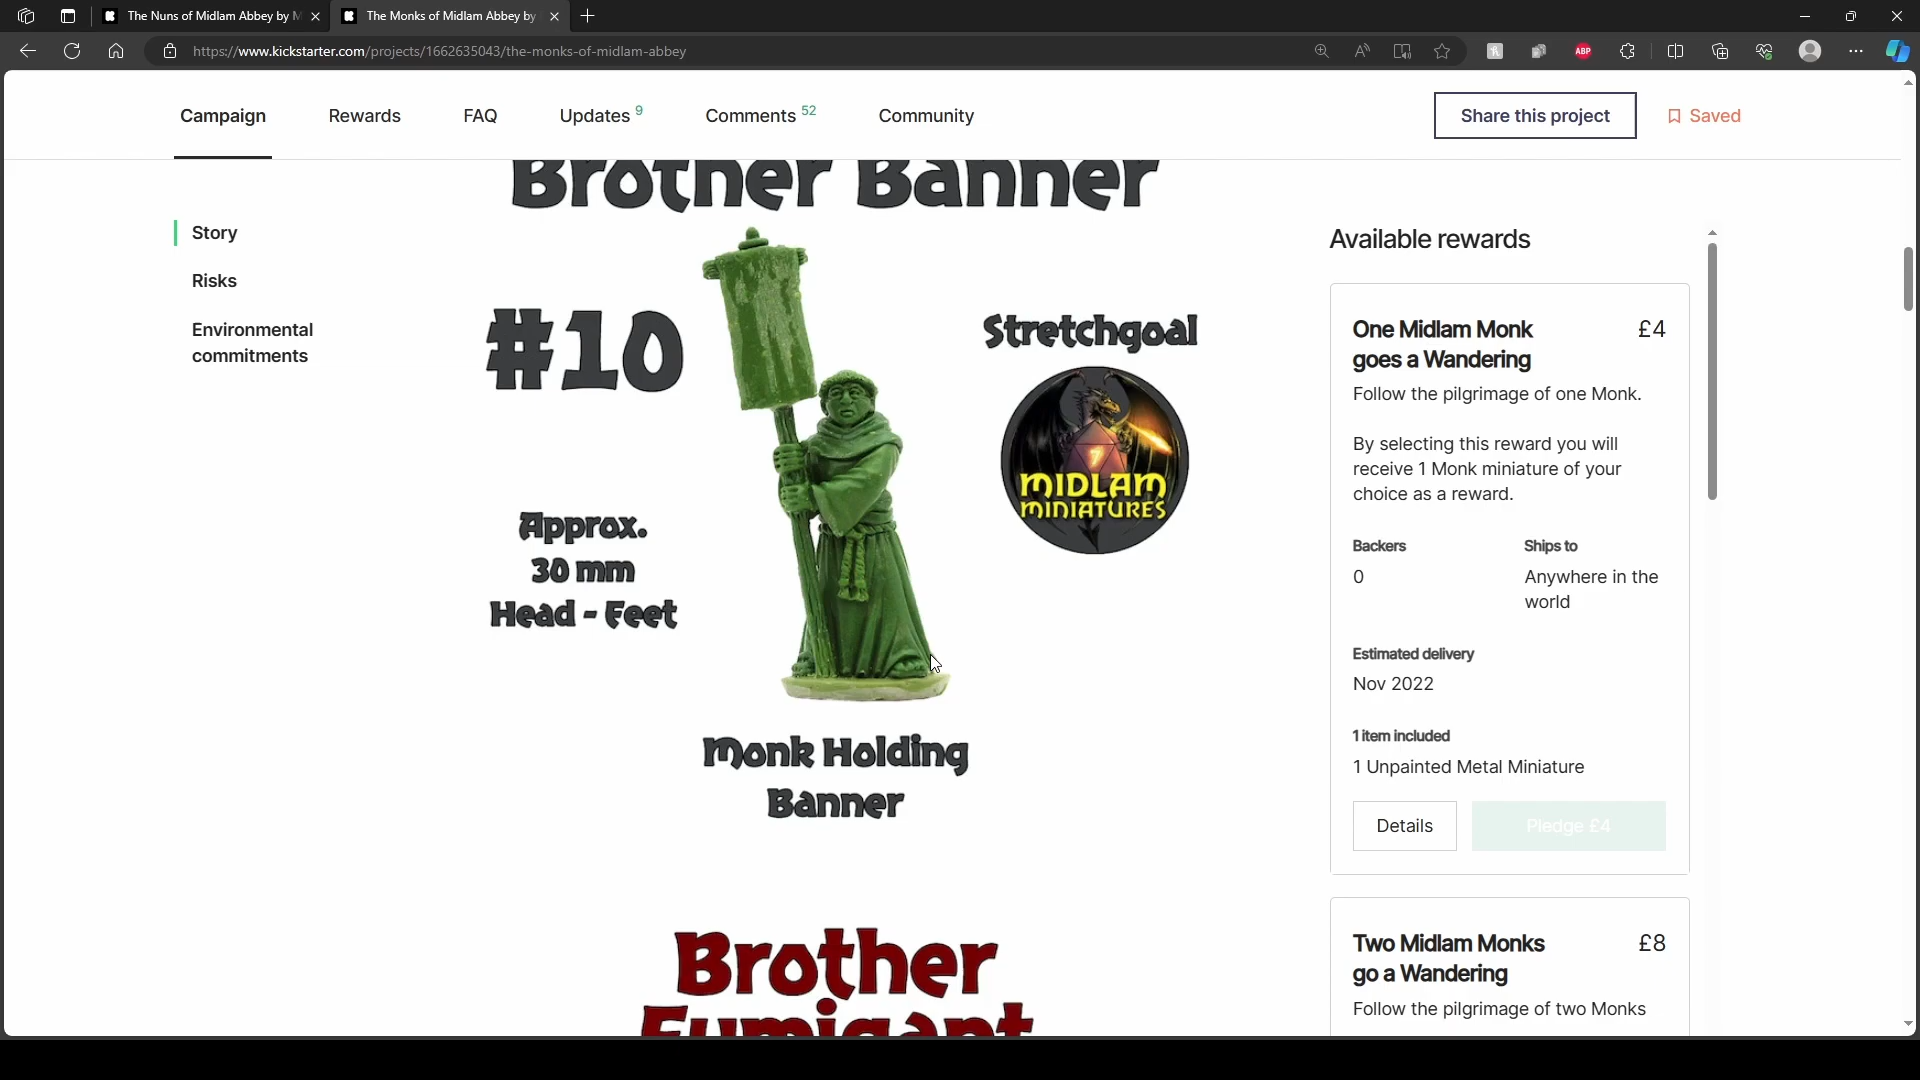 The Nuns of Midlam Abbey by M
The Monks of Midlam Abbey by
https://www.kickstarter.com/projects/1662635043/the-monks-of-midlam-abbey
ABP
Campaign
Rewards
FAQ
Updates 9
Comments 52
Community
Share this project
Saved
Story
Risks
Environmental
commitments
Brother Banner
#10
Stretchgoal
MIDLAM
MINIATURES
Approx.
30 mm
Head - Feet
Monk Holding
Banner
Brother
Fumigant
Available rewards
One Midlam Monk
goes a Wandering
£4
Follow the pilgrimage of one Monk.
By selecting this reward you will
receive 1 Monk miniature of your
choice as a reward.
Backers
0
Ships to
Anywhere in the
world
Estimated delivery
Nov 2022
1 item included
1 Unpainted Metal Miniature
Details
Pledge £4
Two Midlam Monks
go a Wandering
£8
Follow the pilgrimage of two Monks